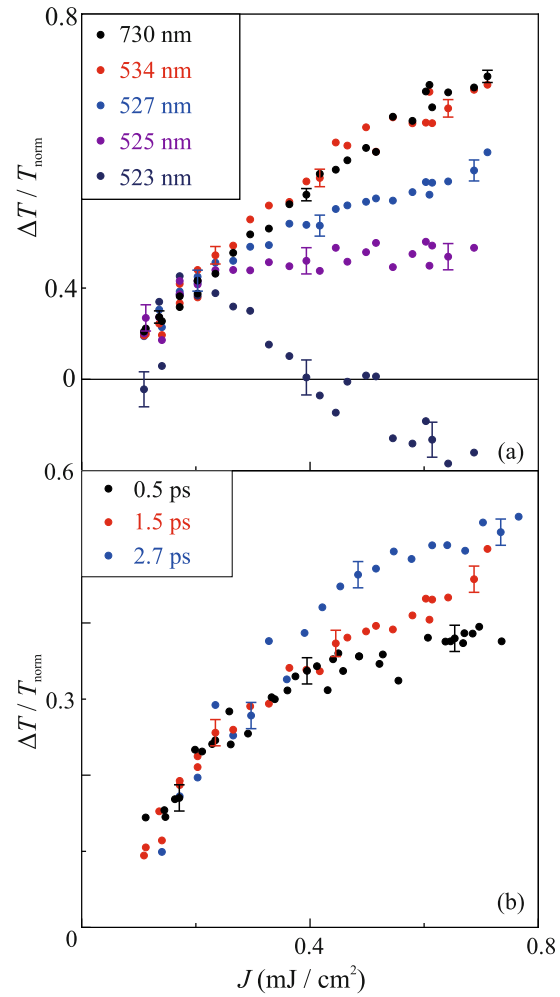 0.8
730 nm
534 nm
527 nm
525 nm
523 nm
ΔT / Tnorm
0.4
0
(a)
0.6
0.5 ps
1.5 ps
2.7 ps
ΔT / Tnorm
0.3
(b)
0
0
0.4
0.8
J (mJ / cm²)